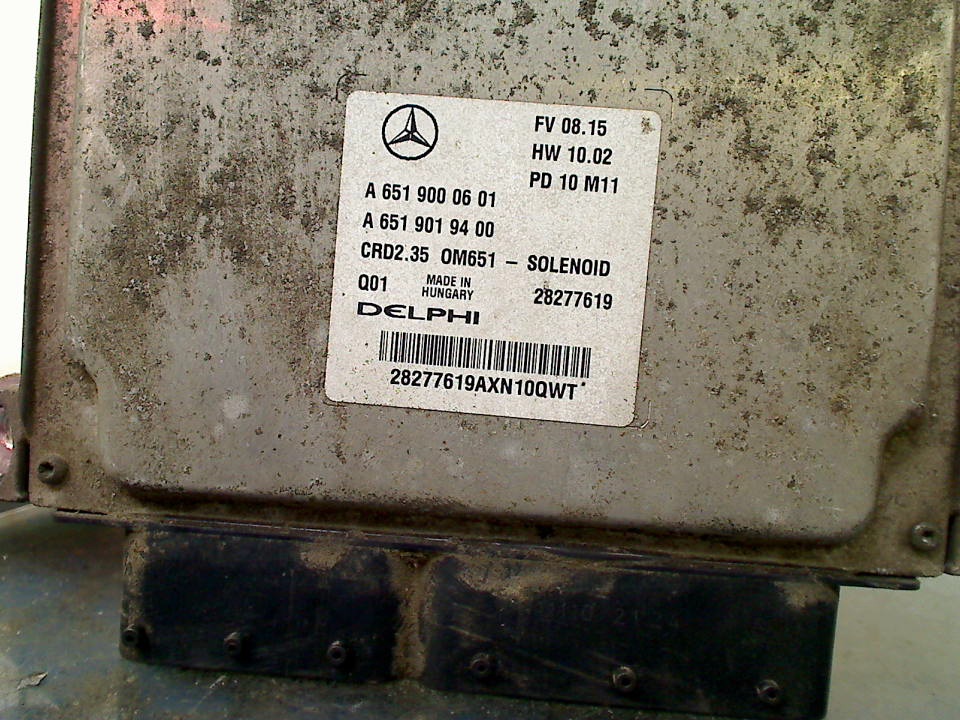 FV 08.15
HW 10.02
PD 10 M11
A 651 900 06 01
A 651 901 94 00
CRD2.35 OM651 – SOLENOID
Q01 MADE IN HUNGARY 28277619
DELPHI
28277619AXN10QWT